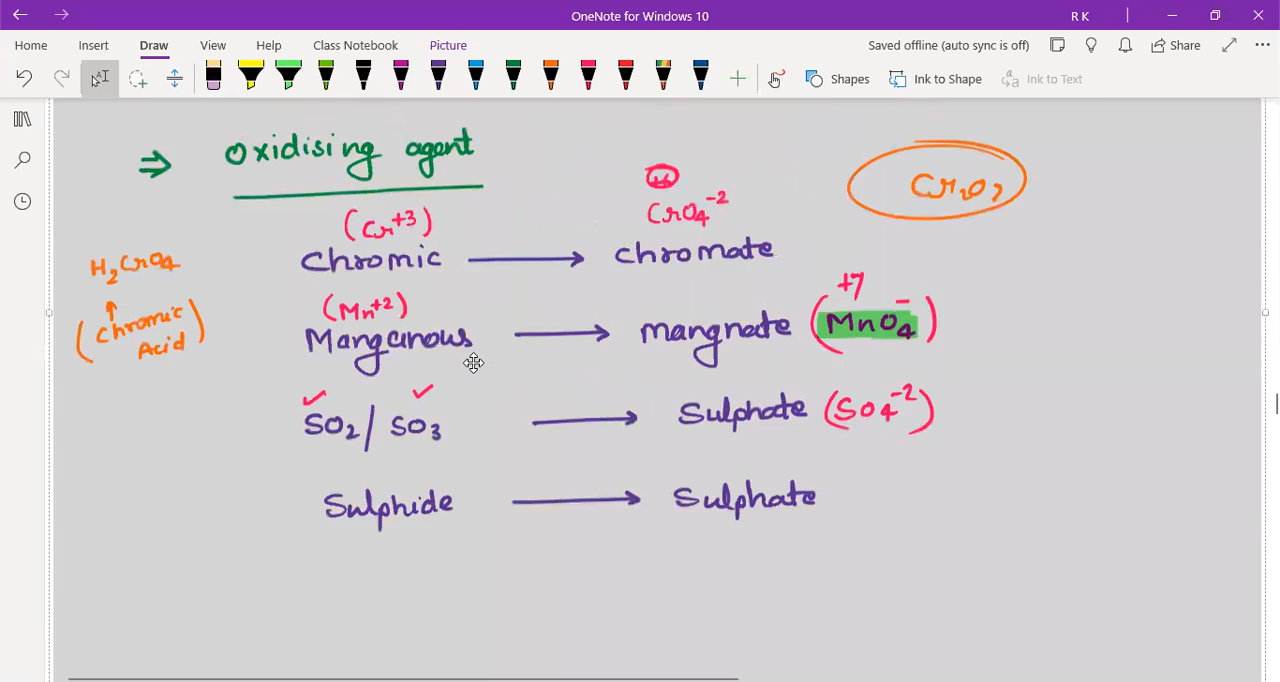 OneNote for Windows 10
R K
Home Insert Draw View Help Class Notebook Picture
Saved offline (auto sync is off)
Share
Shapes
Ink to Shape
Ink to Text
⇒ Oxidising agent
Cr2O7
(Cr+3)
CrO4-2
Chromic → Chromate
H2CrO4
↑
(Chromic
Acid)
(Mn+2)
+7
Manganous → mangnate (MnO4-)
✓ ✓
SO2/SO3 → Sulphate (SO4-2)
Sulphide → Sulphate